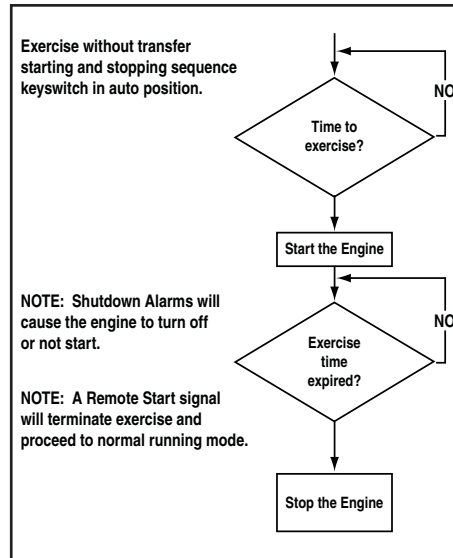 Exercise without transfer
starting and stopping sequence
keyswitch in auto position.
NO
Time to
exercise?
Start the Engine
NOTE: Shutdown Alarms will
cause the engine to turn off
or not start.
NO
Exercise
time
expired?
NOTE: A Remote Start signal
will terminate exercise and
proceed to normal running mode.
Stop the Engine